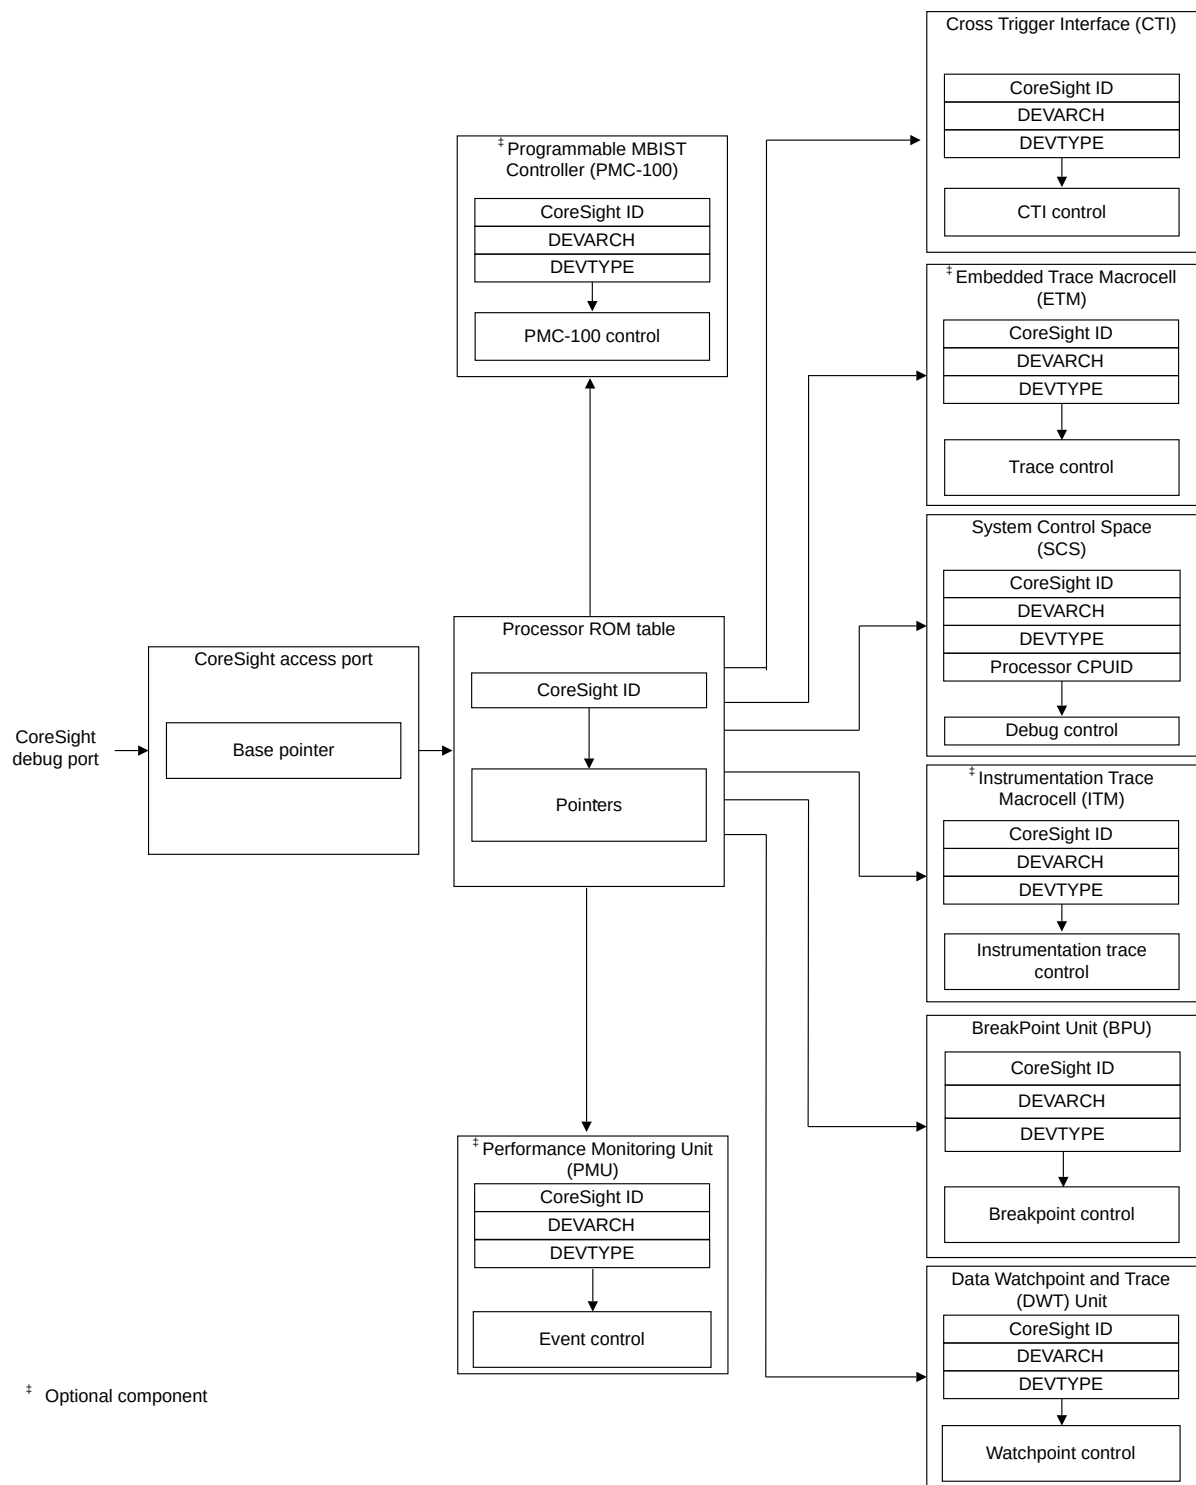 Cross Trigger Interface (CTI)
CoreSight ID
DEVARCH
DEVTYPE
CTI control
‡ Programmable MBIST
Controller (PMC-100)
CoreSight ID
DEVARCH
DEVTYPE
PMC-100 control
‡ Embedded Trace Macrocell
(ETM)
CoreSight ID
DEVARCH
DEVTYPE
Trace control
System Control Space
(SCS)
CoreSight ID
DEVARCH
DEVTYPE
Processor CPUID
Debug control
Processor ROM table
CoreSight ID
Pointers
CoreSight access port
Base pointer
CoreSight
debug port
‡ Instrumentation Trace
Macrocell (ITM)
CoreSight ID
DEVARCH
DEVTYPE
Instrumentation trace
control
BreakPoint Unit (BPU)
CoreSight ID
DEVARCH
DEVTYPE
Breakpoint control
‡ Performance Monitoring Unit
(PMU)
CoreSight ID
DEVARCH
DEVTYPE
Event control
Data Watchpoint and Trace
(DWT) Unit
CoreSight ID
DEVARCH
DEVTYPE
Watchpoint control
‡ Optional component